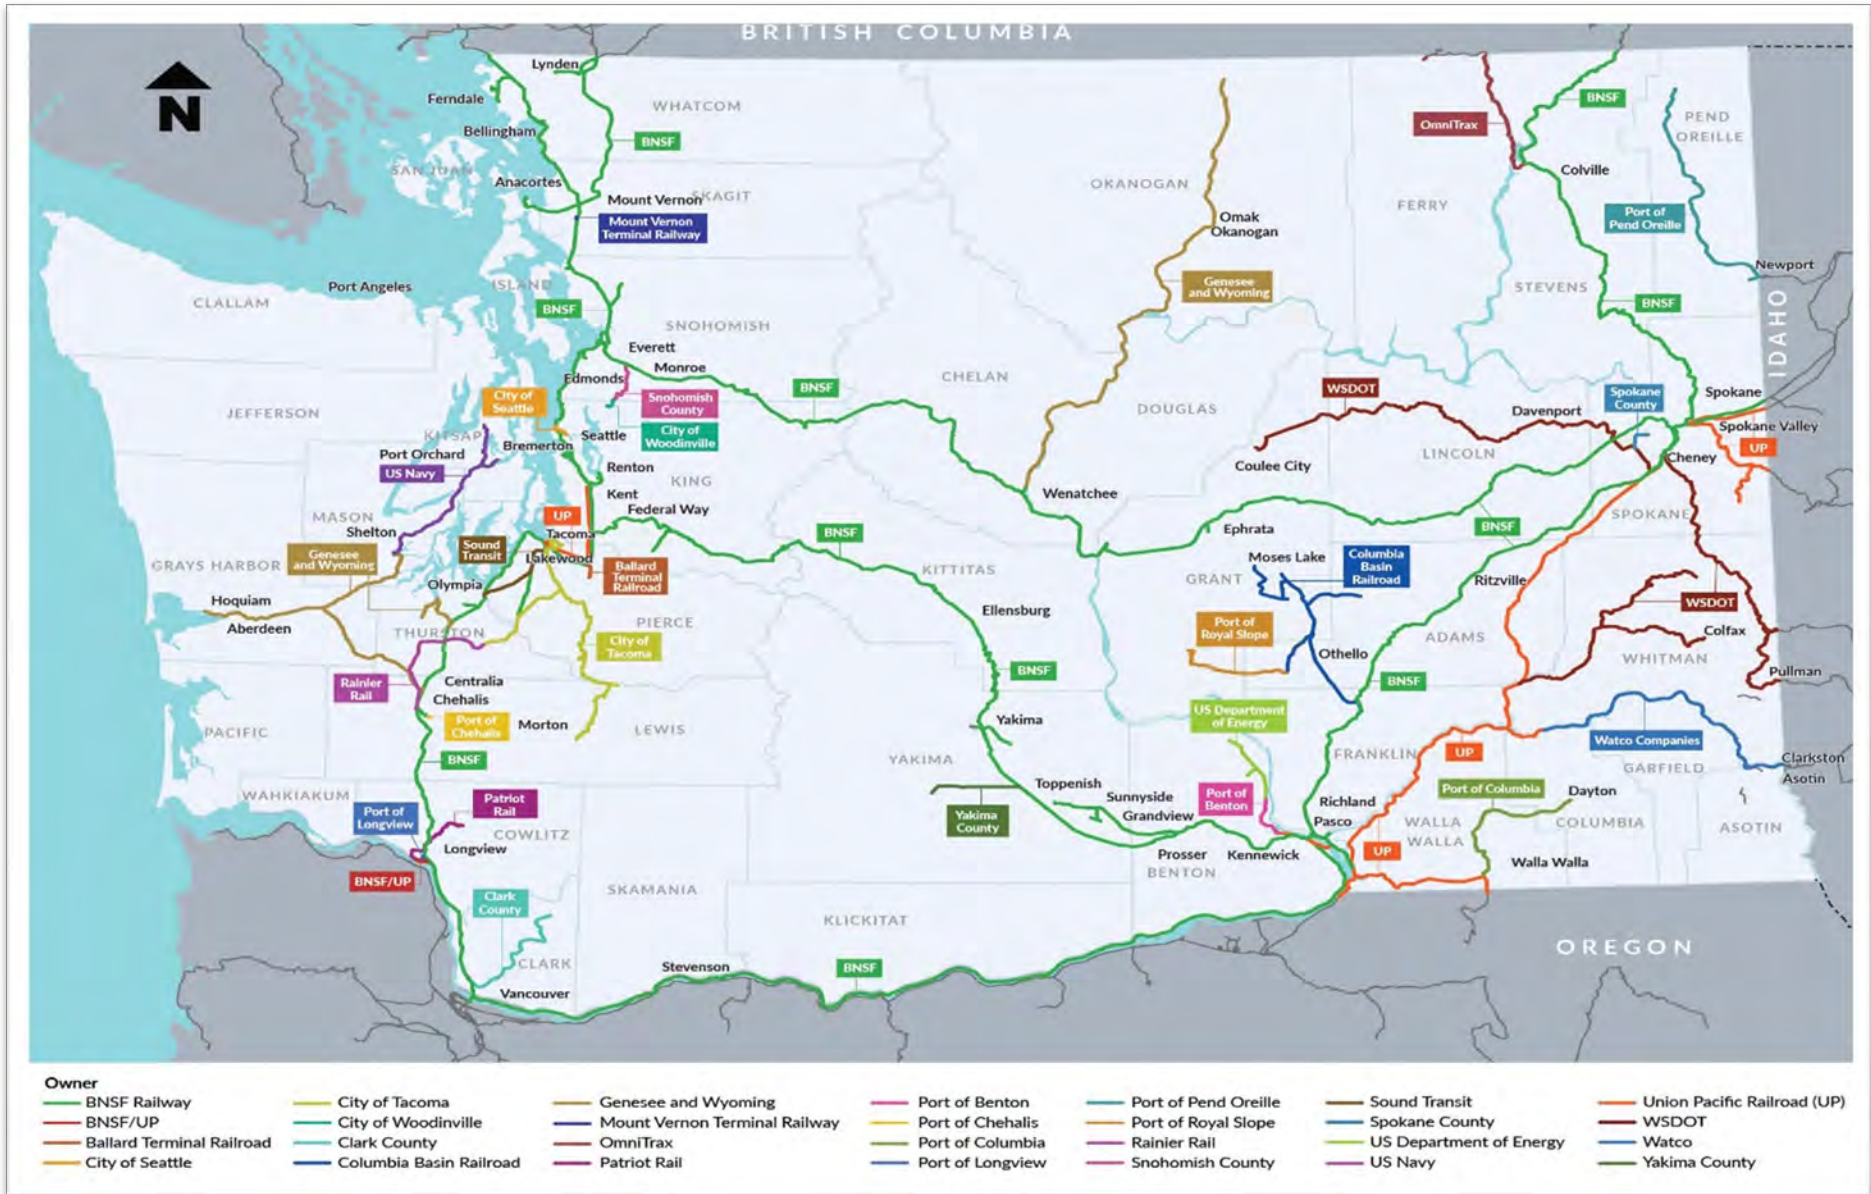 BRITISH COLUMBIA
N
Lynden
Ferndale
WHATCOM
Bellingham
BNSF
SAN JUAN
Anacortes
Mount Vernon
SKAGIT
Mount Vernon
Terminal Railway
OKANOGAN
Omak
Okanogan
Genesee
and Wyoming
OmniTrax
BNSF
PEND
OREILLE
Colville
FERRY
Port of
Pend Oreille
Newport
STEVENS
BNSF
IDAHO
CLALLAM
Port Angeles
ISLAND
BNSF
SNOHOMISH
Everett
Monroe
Edmonds
BNSF
CHELAN
City of
Seattle
Snohomish
County
City of
Woodinville
JEFFERSON
KITSAP
Bremerton
Seattle
Port Orchard
US Navy
Renton
KING
Kent
Federal Way
DOUGLAS
WSDOT
Davenport
Spokane
County
Spokane
Spokane Valley
UP
Coulee City
LINCOLN
Cheney
Wenatchee
MASON
Shelton
UP
Tacoma
Sound
Transit
Lakewood
Ballard
Terminal
Railroad
BNSF
Ephrata
BNSF
SPOKANE
GRAYS HARBOR
Genesee
and Wyoming
Olympia
Hoquiam
Aberdeen
THURSTON
PIERCE
City of
Tacoma
KITTITAS
Ellensburg
Moses Lake
GRANT
Columbia
Basin
Railroad
Ritzville
WSDOT
Port of
Royal Slope
Othello
ADAMS
Colfax
WHITMAN
Pullman
BNSF
BNSF
Rainier
Rail
Centralia
Chehalis
Port of
Chehalis
Morton
LEWIS
PACIFIC
BNSF
Yakima
US Department
of Energy
FRANKLIN
UP
Watco Companies
GARFIELD
Clarkston
Asotin
YAKIMA
WAHKIAKUM
Port of
Longview
Patriot
Rail
COWLITZ
Longview
BNSF/UP
Toppenish
Sunnyside
Grandview
Yakima
County
Port of
Benton
Richland
Pasco
Port of Columbia
Dayton
WALLA
WALLA
COLUMBIA
ASOTIN
UP
Walla Walla
Prosser
Kennewick
BENTON
SKAMANIA
Clark
County
KLICKITAT
CLARK
Stevenson
BNSF
Vancouver
OREGON
Owner
BNSF Railway
BNSF/UP
Ballard Terminal Railroad
City of Seattle
City of Tacoma
City of Woodinville
Clark County
Columbia Basin Railroad
Genesee and Wyoming
Mount Vernon Terminal Railway
OmniTrax
Patriot Rail
Port of Benton
Port of Chehalis
Port of Columbia
Port of Longview
Port of Pend Oreille
Port of Royal Slope
Rainier Rail
Snohomish County
Sound Transit
Spokane County
US Department of Energy
US Navy
Union Pacific Railroad (UP)
WSDOT
Watco
Yakima County